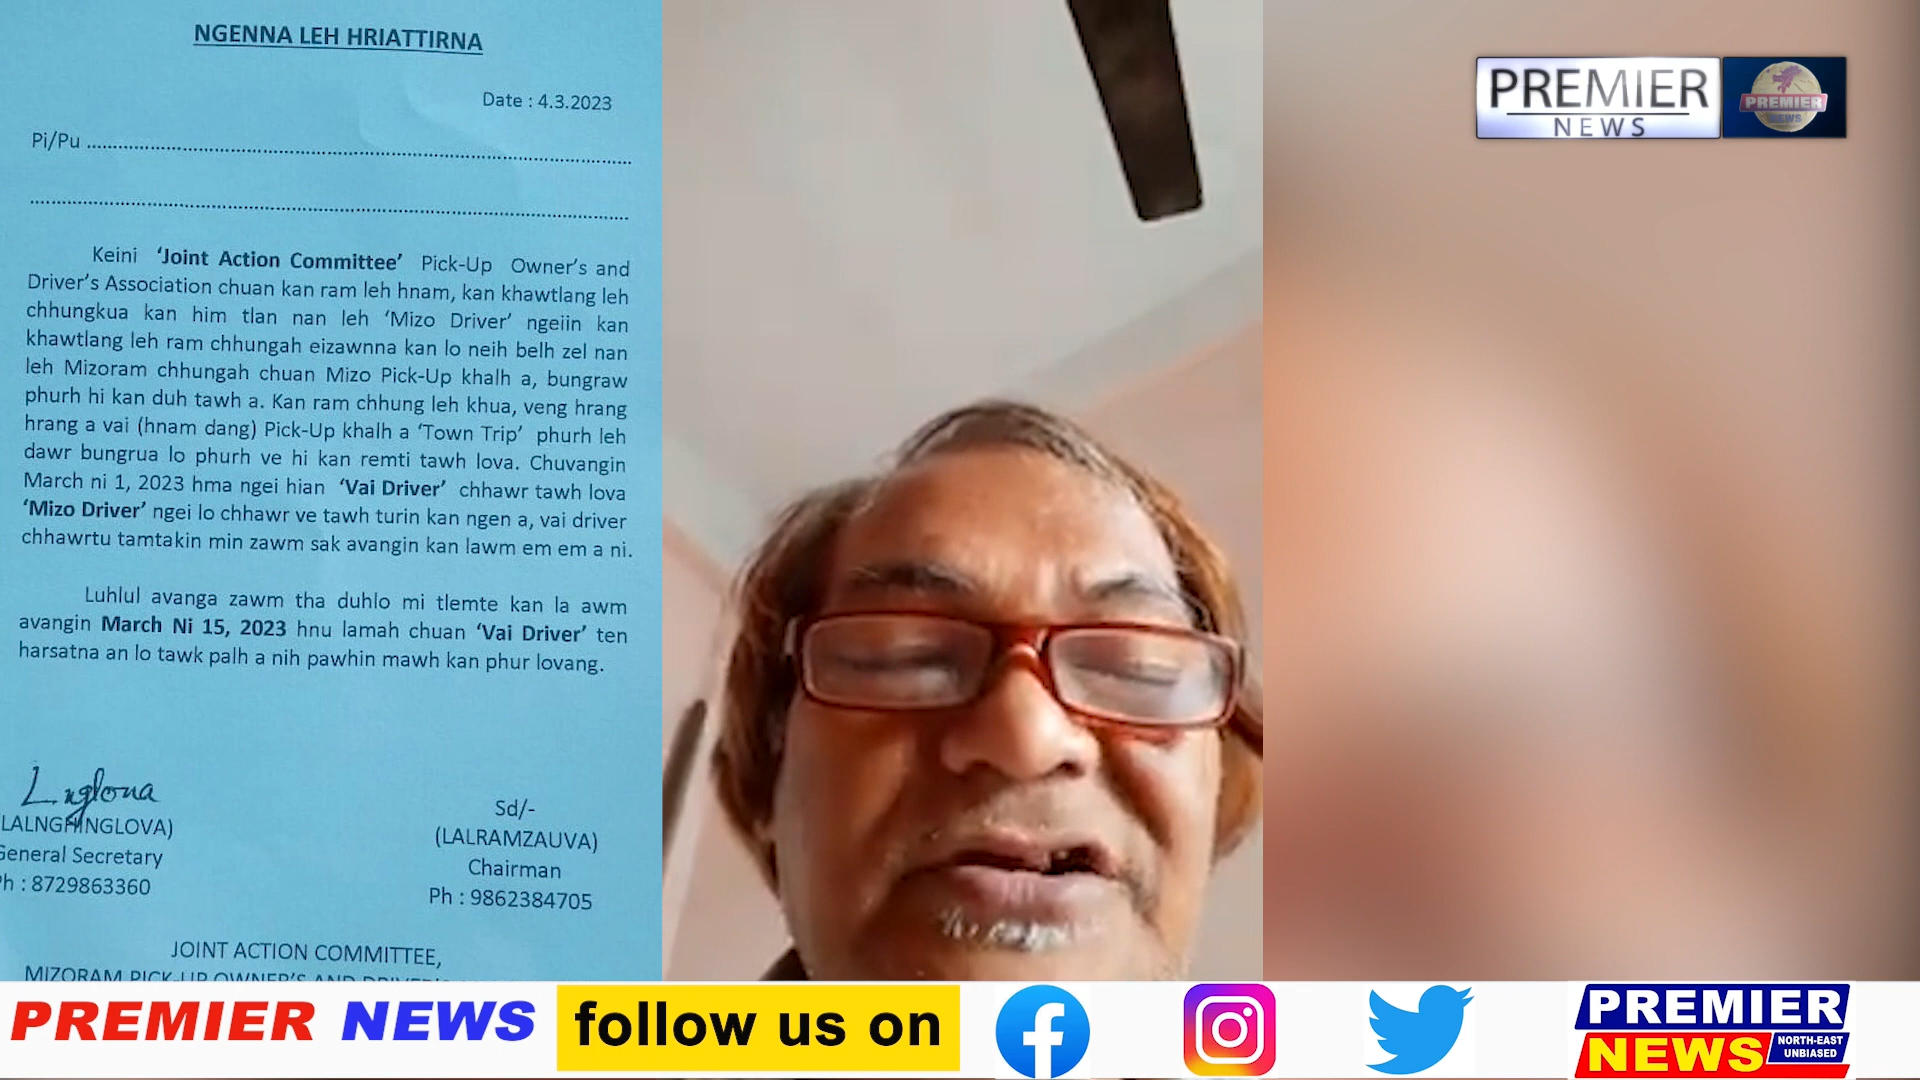 NGENNA LEH HRIATTIRNA
Date : 4.3.2023
Pi/Pu
Keini 'Joint Action Committee' Pick-Up Owner's and
Driver's Association chuan kan ram leh hnam, kan khawtlang leh
chhungkua kan him tlan nan leh 'Mizo Driver' ngeiin kan
khawtlang leh ram chhungah eizawnna kan lo neih belh zel nan
leh Mizoram chhungah chuan Mizo Pick-Up khalh a, bungraw
phurh hi kan duh tawh a. Kan ram chhung leh khua, veng hrang
hrang a vai (hnam dang) Pick-Up khalh a 'Town Trip' phurh leh
dawr bungrua lo phurh ve hi kan remti tawh lova. Chuvangin
March ni 1, 2023 hma ngei hian 'Vai Driver' chhawr tawh lova
'Mizo Driver' ngei lo chhawr ve tawh turin kan ngen a, vai driver
chhawrtu tamtakin min zawm sak avangin kan lawm em em a ni.
Luhlul avanga zawm tha duhlo mi tlemte kan la awm
avangin March Ni 15, 2023 hnu lamah chuan 'Vai Driver' ten
harsatna an lo tawk palh a nih pawhin mawh kan phur lovang.
Lnglova
LALNGHINGLOVA)
General Secretary
Ph : 8729863360
Sd/-
(LALRAMZAUVA)
Chairman
Ph : 9862384705
JOINT ACTION COMMITTEE,
MIZORAM PICK-UP OWNER'S AND DRIVER'S
PREMIER
NEWS
PREMIER
NEWS
PREMIER NEWS
follow us on
PREMIER
NEWS
NORTH-EAST
UNBIASED